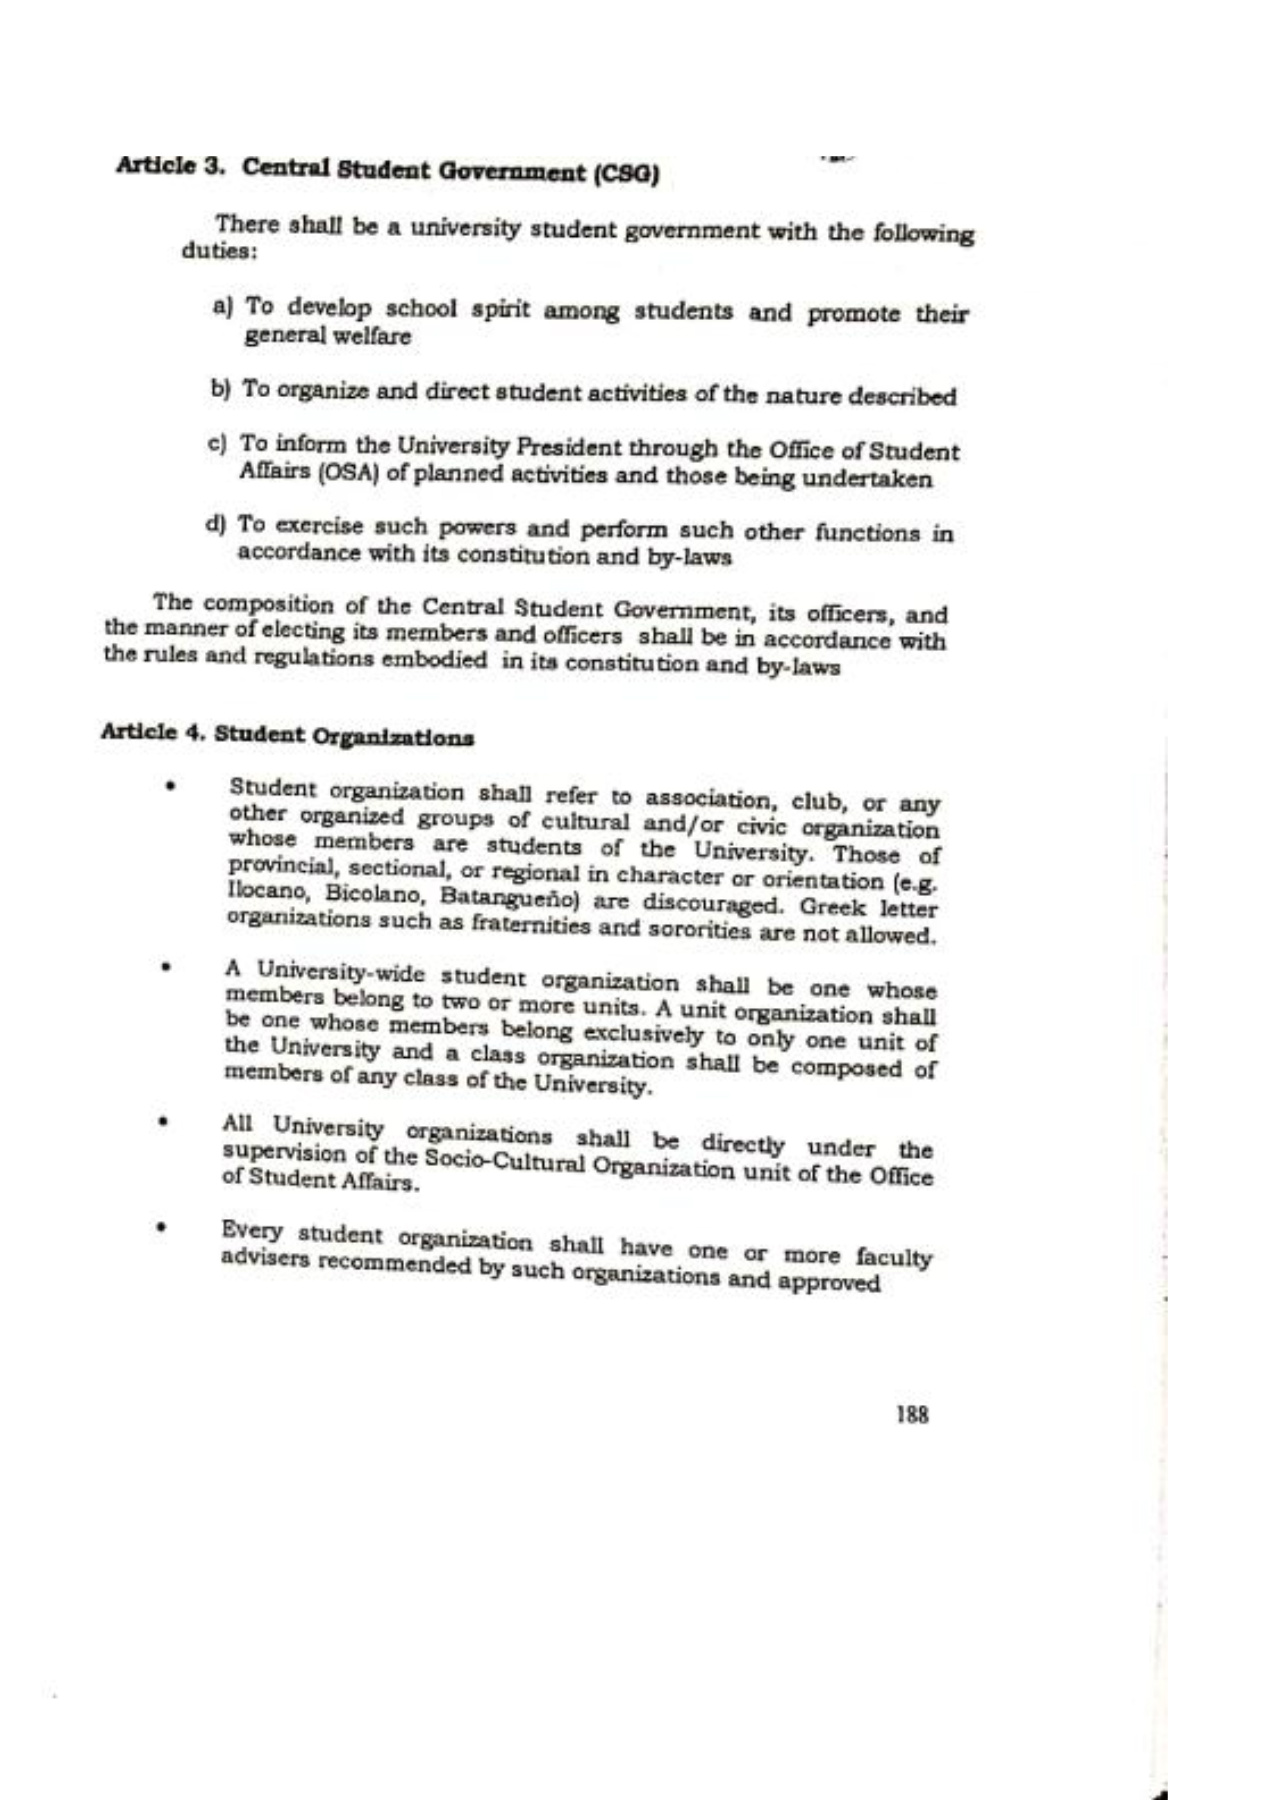 Article 3. Central Student Government (CSG)
There shall be a university student government with the following
duties:
a) To develop school spirit among students and promote their
general welfare
b) To organize and direct student activities of the nature described
c) To inform the University President through the Office of Student
Affairs (OSA) of planned activities and those being undertaken
d) To exercise such powers and perform such other functions in
accordance with its constitution and by-laws
The composition of the Central Student Government, its officers, and
the manner of electing its members and officers shall be in accordance with
the rules and regulations embodied in its constitution and by-laws
Article 4. Student Organizations
• Student organization shall refer to association, club, or any
other organized groups of cultural and/or civic organization
whose members are students of the University. Those of
provincial, sectional, or regional in character or orientation (e.g.
Ilocano, Bicolano, Batangueño) are discouraged. Greek letter
organizations such as fraternities and sororities are not allowed.
• A University-wide student organization shall be one whose
members belong to two or more units. A unit organization shall
be one whose members belong exclusively to only one unit of
the University and a class organization shall be composed of
members of any class of the University.
• All University organizations shall be directly under the
supervision of the Socio-Cultural Organization unit of the Office
of Student Affairs.
• Every student organization shall have one or more faculty
advisers recommended by such organizations and approved
188